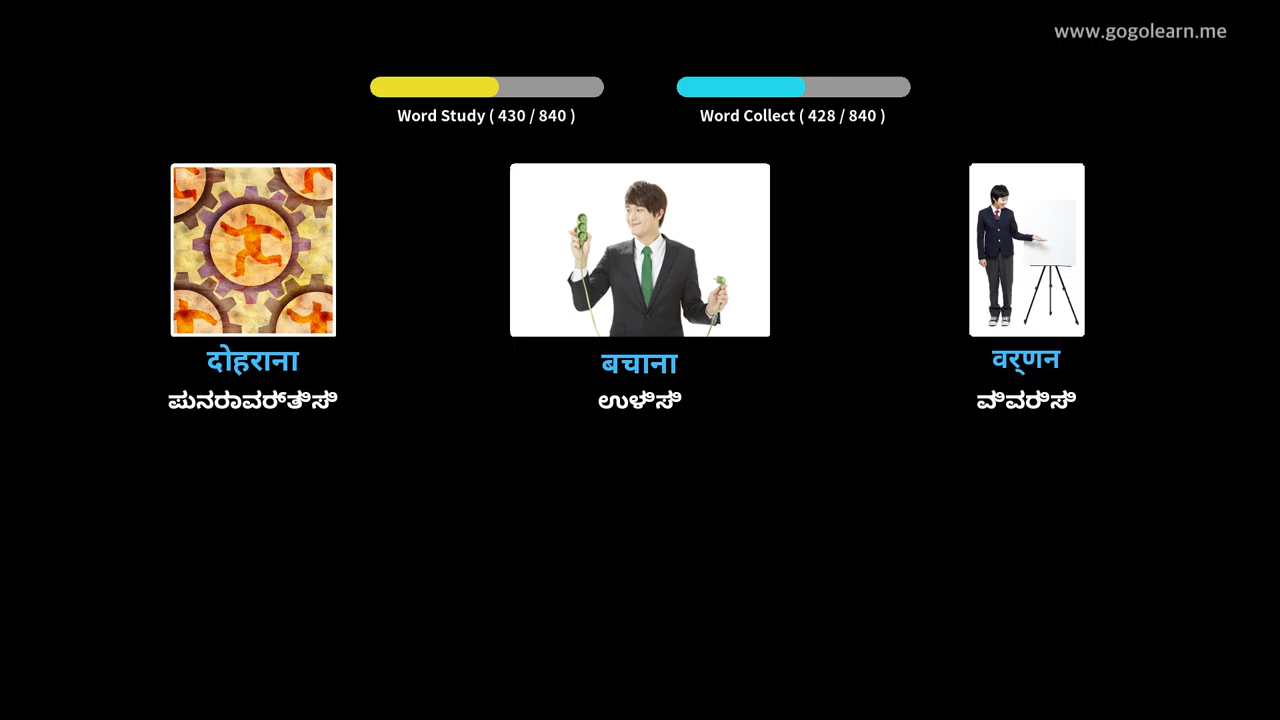 www.gogolearn.me
Word Study ( 430 / 840 )
Word Collect ( 428 / 840 )
दोहराना
बचाना
वर्णन
ಪುನರಾವರ್ತಿಸಿ
ಉಳಿಸಿ
ವಿವರಿಸಿ